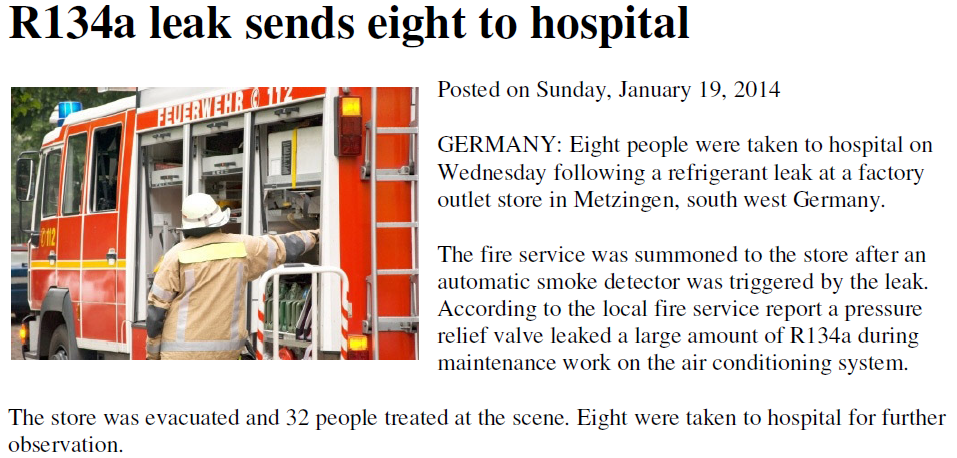 R134a leak sends eight to hospital
FEUERWEHR 112
112
Posted on Sunday, January 19, 2014
GERMANY: Eight people were taken to hospital on
Wednesday following a refrigerant leak at a factory
outlet store in Metzingen, south west Germany.
The fire service was summoned to the store after an
automatic smoke detector was triggered by the leak.
According to the local fire service report a pressure
relief valve leaked a large amount of R134a during
maintenance work on the air conditioning system.
The store was evacuated and 32 people treated at the scene. Eight were taken to hospital for further
observation.